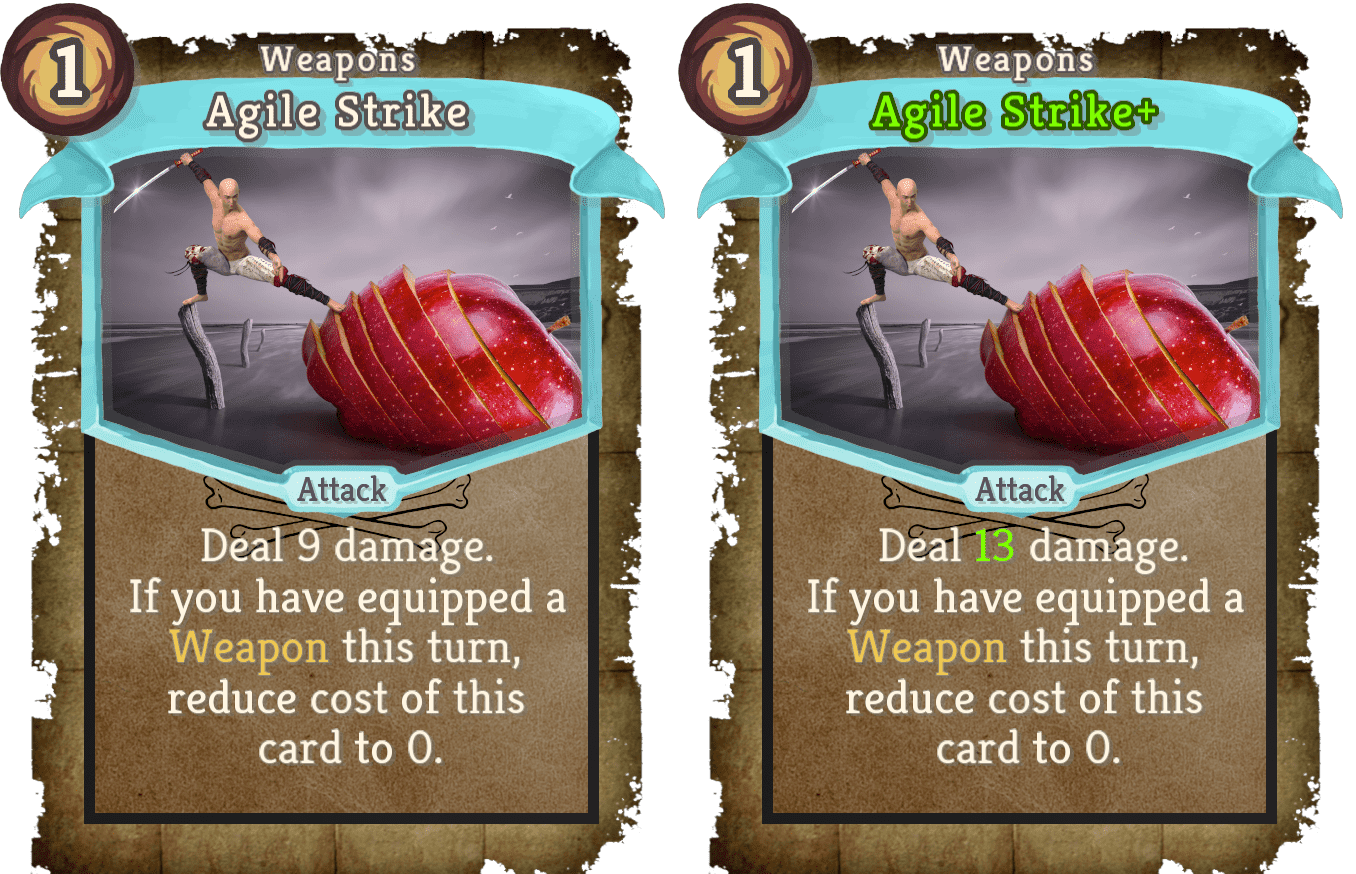 1
Weapons
Agile Strike
Attack
Deal 9 damage.
If you have equipped a
Weapon this turn,
reduce cost of this
card to 0.
1
Weapons
Agile Strike+
Attack
Deal 13 damage.
If you have equipped a
Weapon this turn,
reduce cost of this
card to 0.